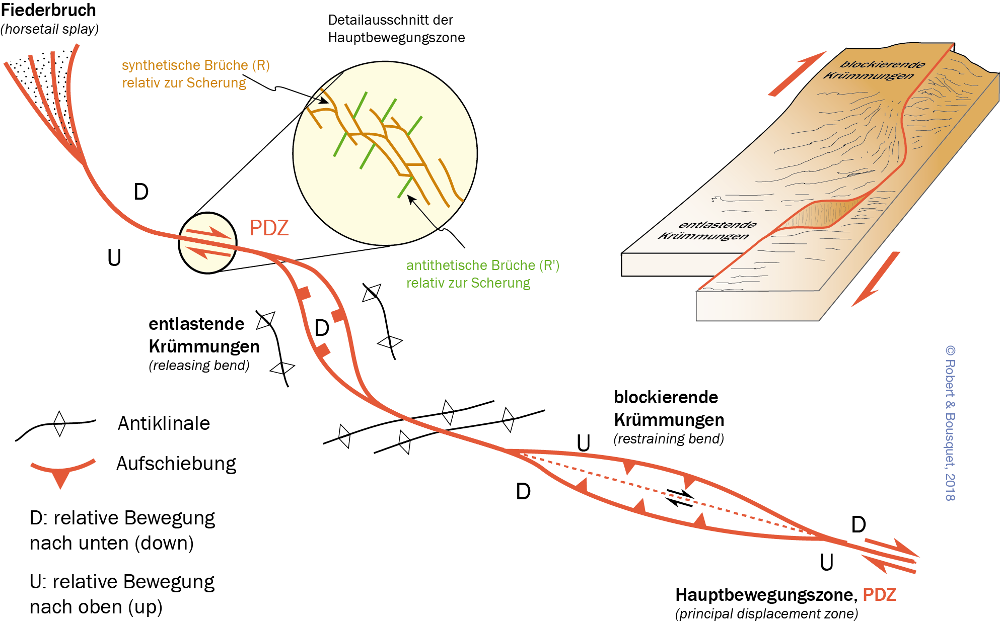 Fiederbruch
(horsetail splay)
Detailausschnitt der
Hauptbewegungszone
synthetische Brüche (R)
relativ zur Scherung
blockierende
Krümmungen
D
PDZ
U
entlastende
Krümmungen
antithetische Brüche (R')
relativ zur Scherung
entlastende
Krümmungen
(releasing bend)
D
© Robert & Bousquet, 2018
blockierende
Krümmungen
(restraining bend)
Antiklinale
U
Aufschiebung
D
D: relative Bewegung
nach unten (down)
D
U
U: relative Bewegung
nach oben (up)
Hauptbewegungszone, PDZ
(principal displacement zone)